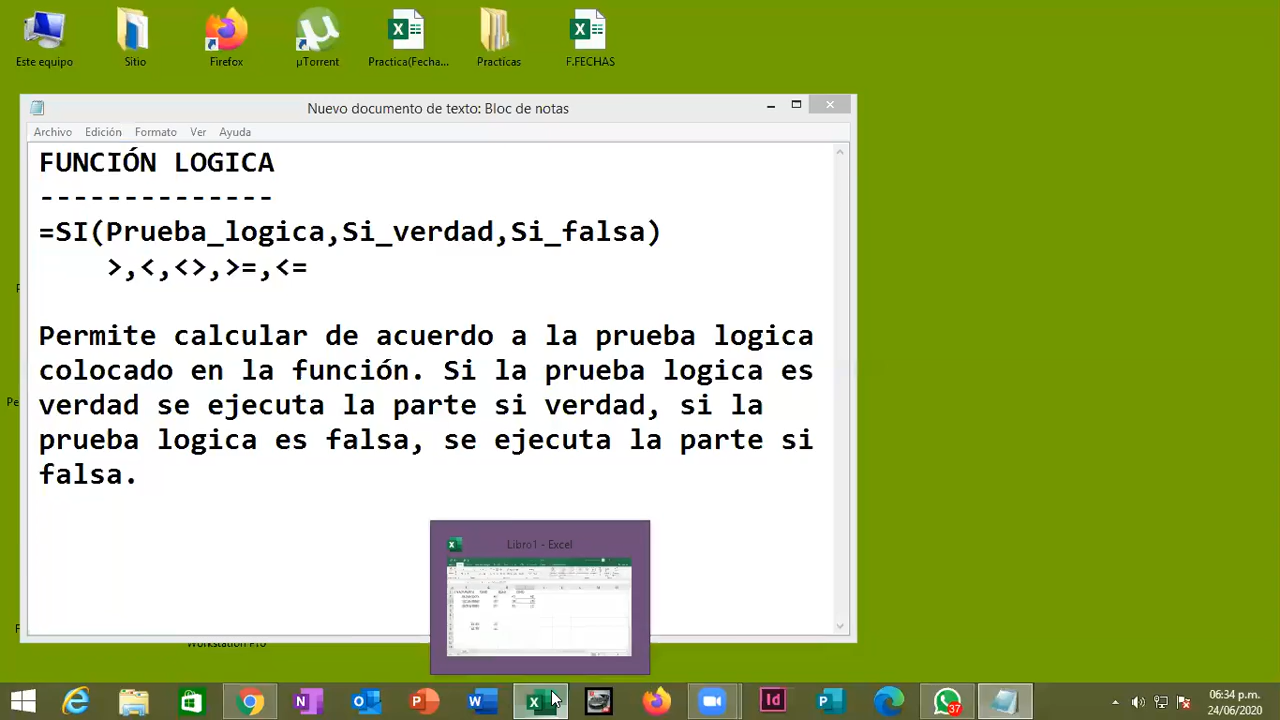 Este equipo
Sitio
Firefox
µTorrent
Practica(Fecha...
Practicas
F.FECHAS
Nuevo documento de texto: Bloc de notas
Archivo Edición Formato Ver Ayuda
FUNCIÓN LOGICA
--------------
=SI(Prueba_logica,Si_verdad,Si_falsa)
>,<,<>,>=,<=
Permite calcular de acuerdo a la prueba logica
colocado en la función. Si la prueba logica es
verdad se ejecuta la parte si verdad, si la
prueba logica es falsa, se ejecuta la parte si
falsa.
Libro1 - Excel
Workstation Pro
37
06:34 p.m.
24/06/2020